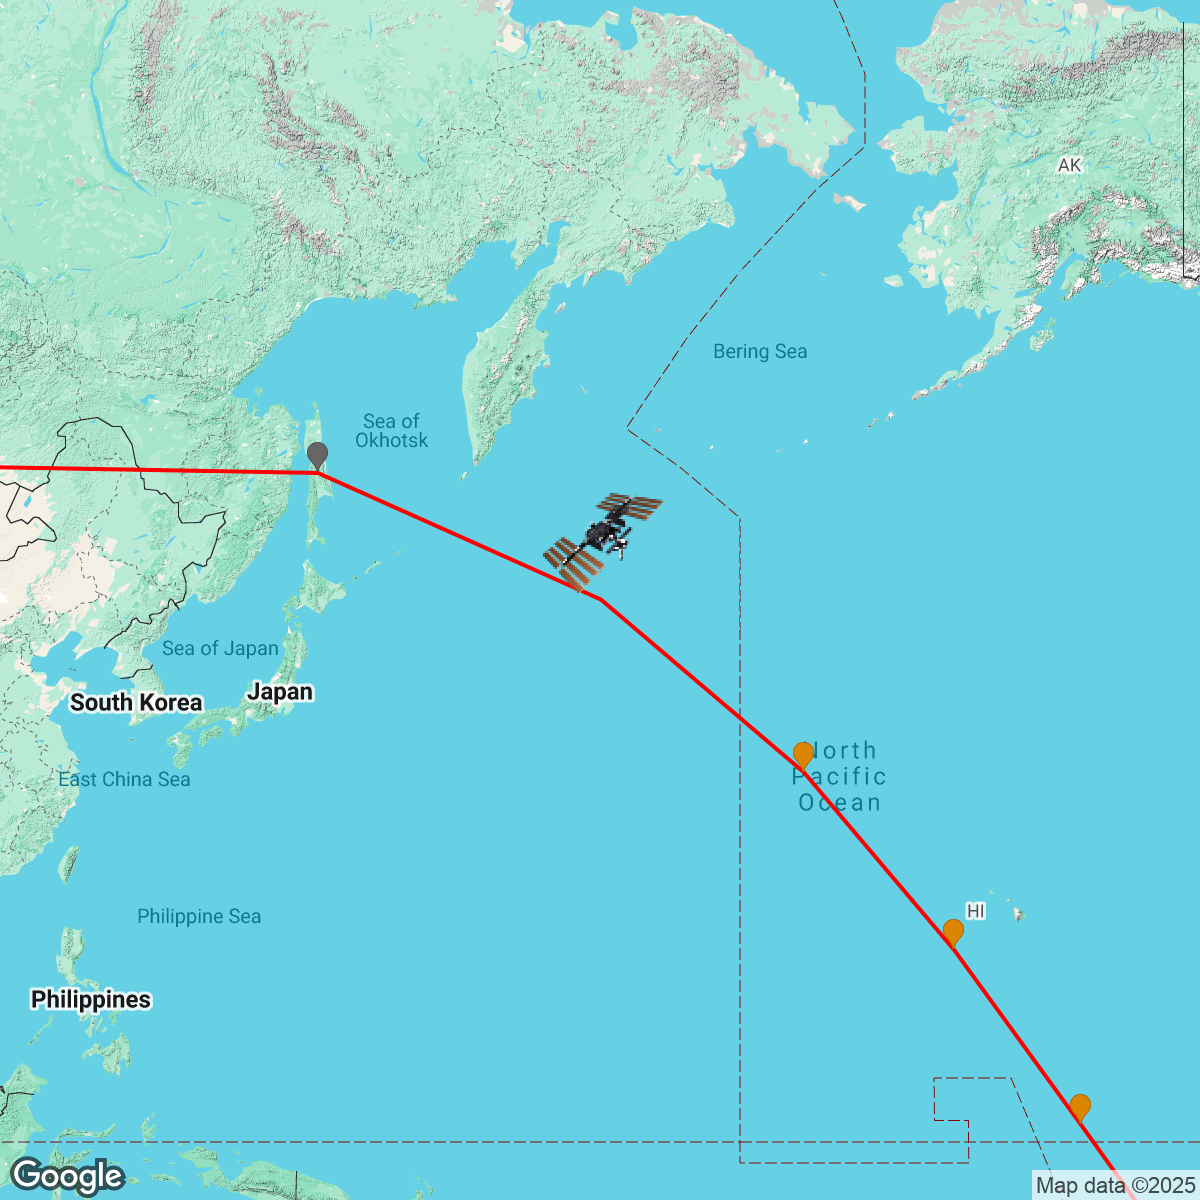 AK
Bering Sea
Sea of
Okhotsk
Sea of Japan
Japan
South Korea
North
Pacific
Ocean
East China Sea
HI
Philippine Sea
Philippines
Google
Map data ©2025